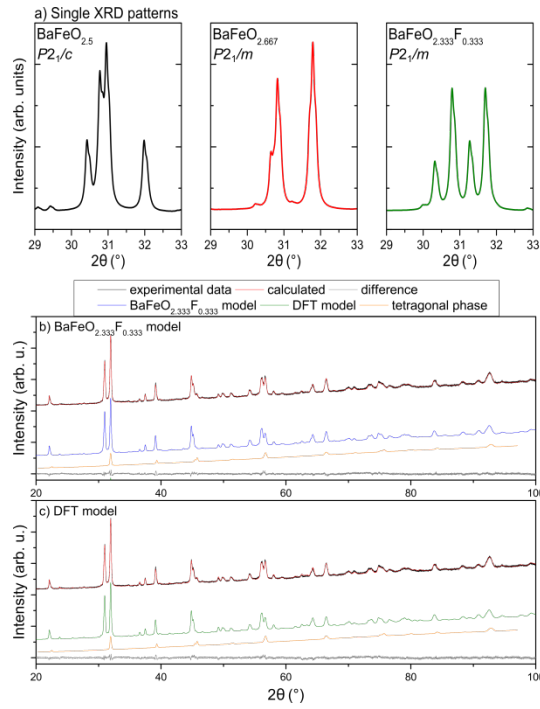 a) Single XRD patterns
Intensity (arb. units)
BaFeO2.5
P21/c
29 30 31 32 33
2θ (°)
BaFeO2.667
P21/m
29 30 31 32 33
2θ (°)
BaFeO2.333F0.333
P21/m
29 30 31 32 33
2θ (°)
experimental data calculated difference
BaFeO2.333F0.333 model DFT model tetragonal phase
b) BaFeO2.333F0.333 model
Intensity (arb. u.)
20 40 60 80 100
c) DFT model
Intensity (arb. u.)
20 40 60 80 100
2θ (°)